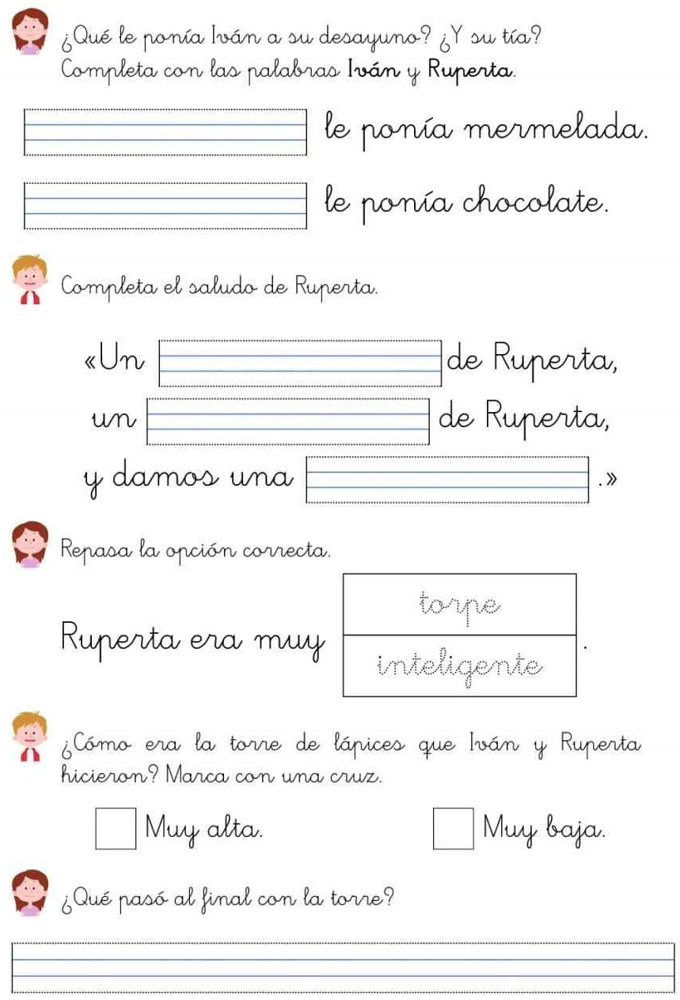 ¿Qué le ponía Iván a su desayuno? ¿Y su tía?
Completa con las palabras Iván y Ruperta.
le ponía mermelada.
le ponía chocolate.
Completa el saludo de Ruperta.
«Un de Ruperta,
un de Ruperta,
y damos una .»
Repasa la opción correcta.
torpe
Ruperta era muy .
inteligente
¿Cómo era la torre de lápices que Iván y Ruperta
hicieron? Marca con una cruz.
Muy alta. Muy baja.
¿Qué pasó al final con la torre?